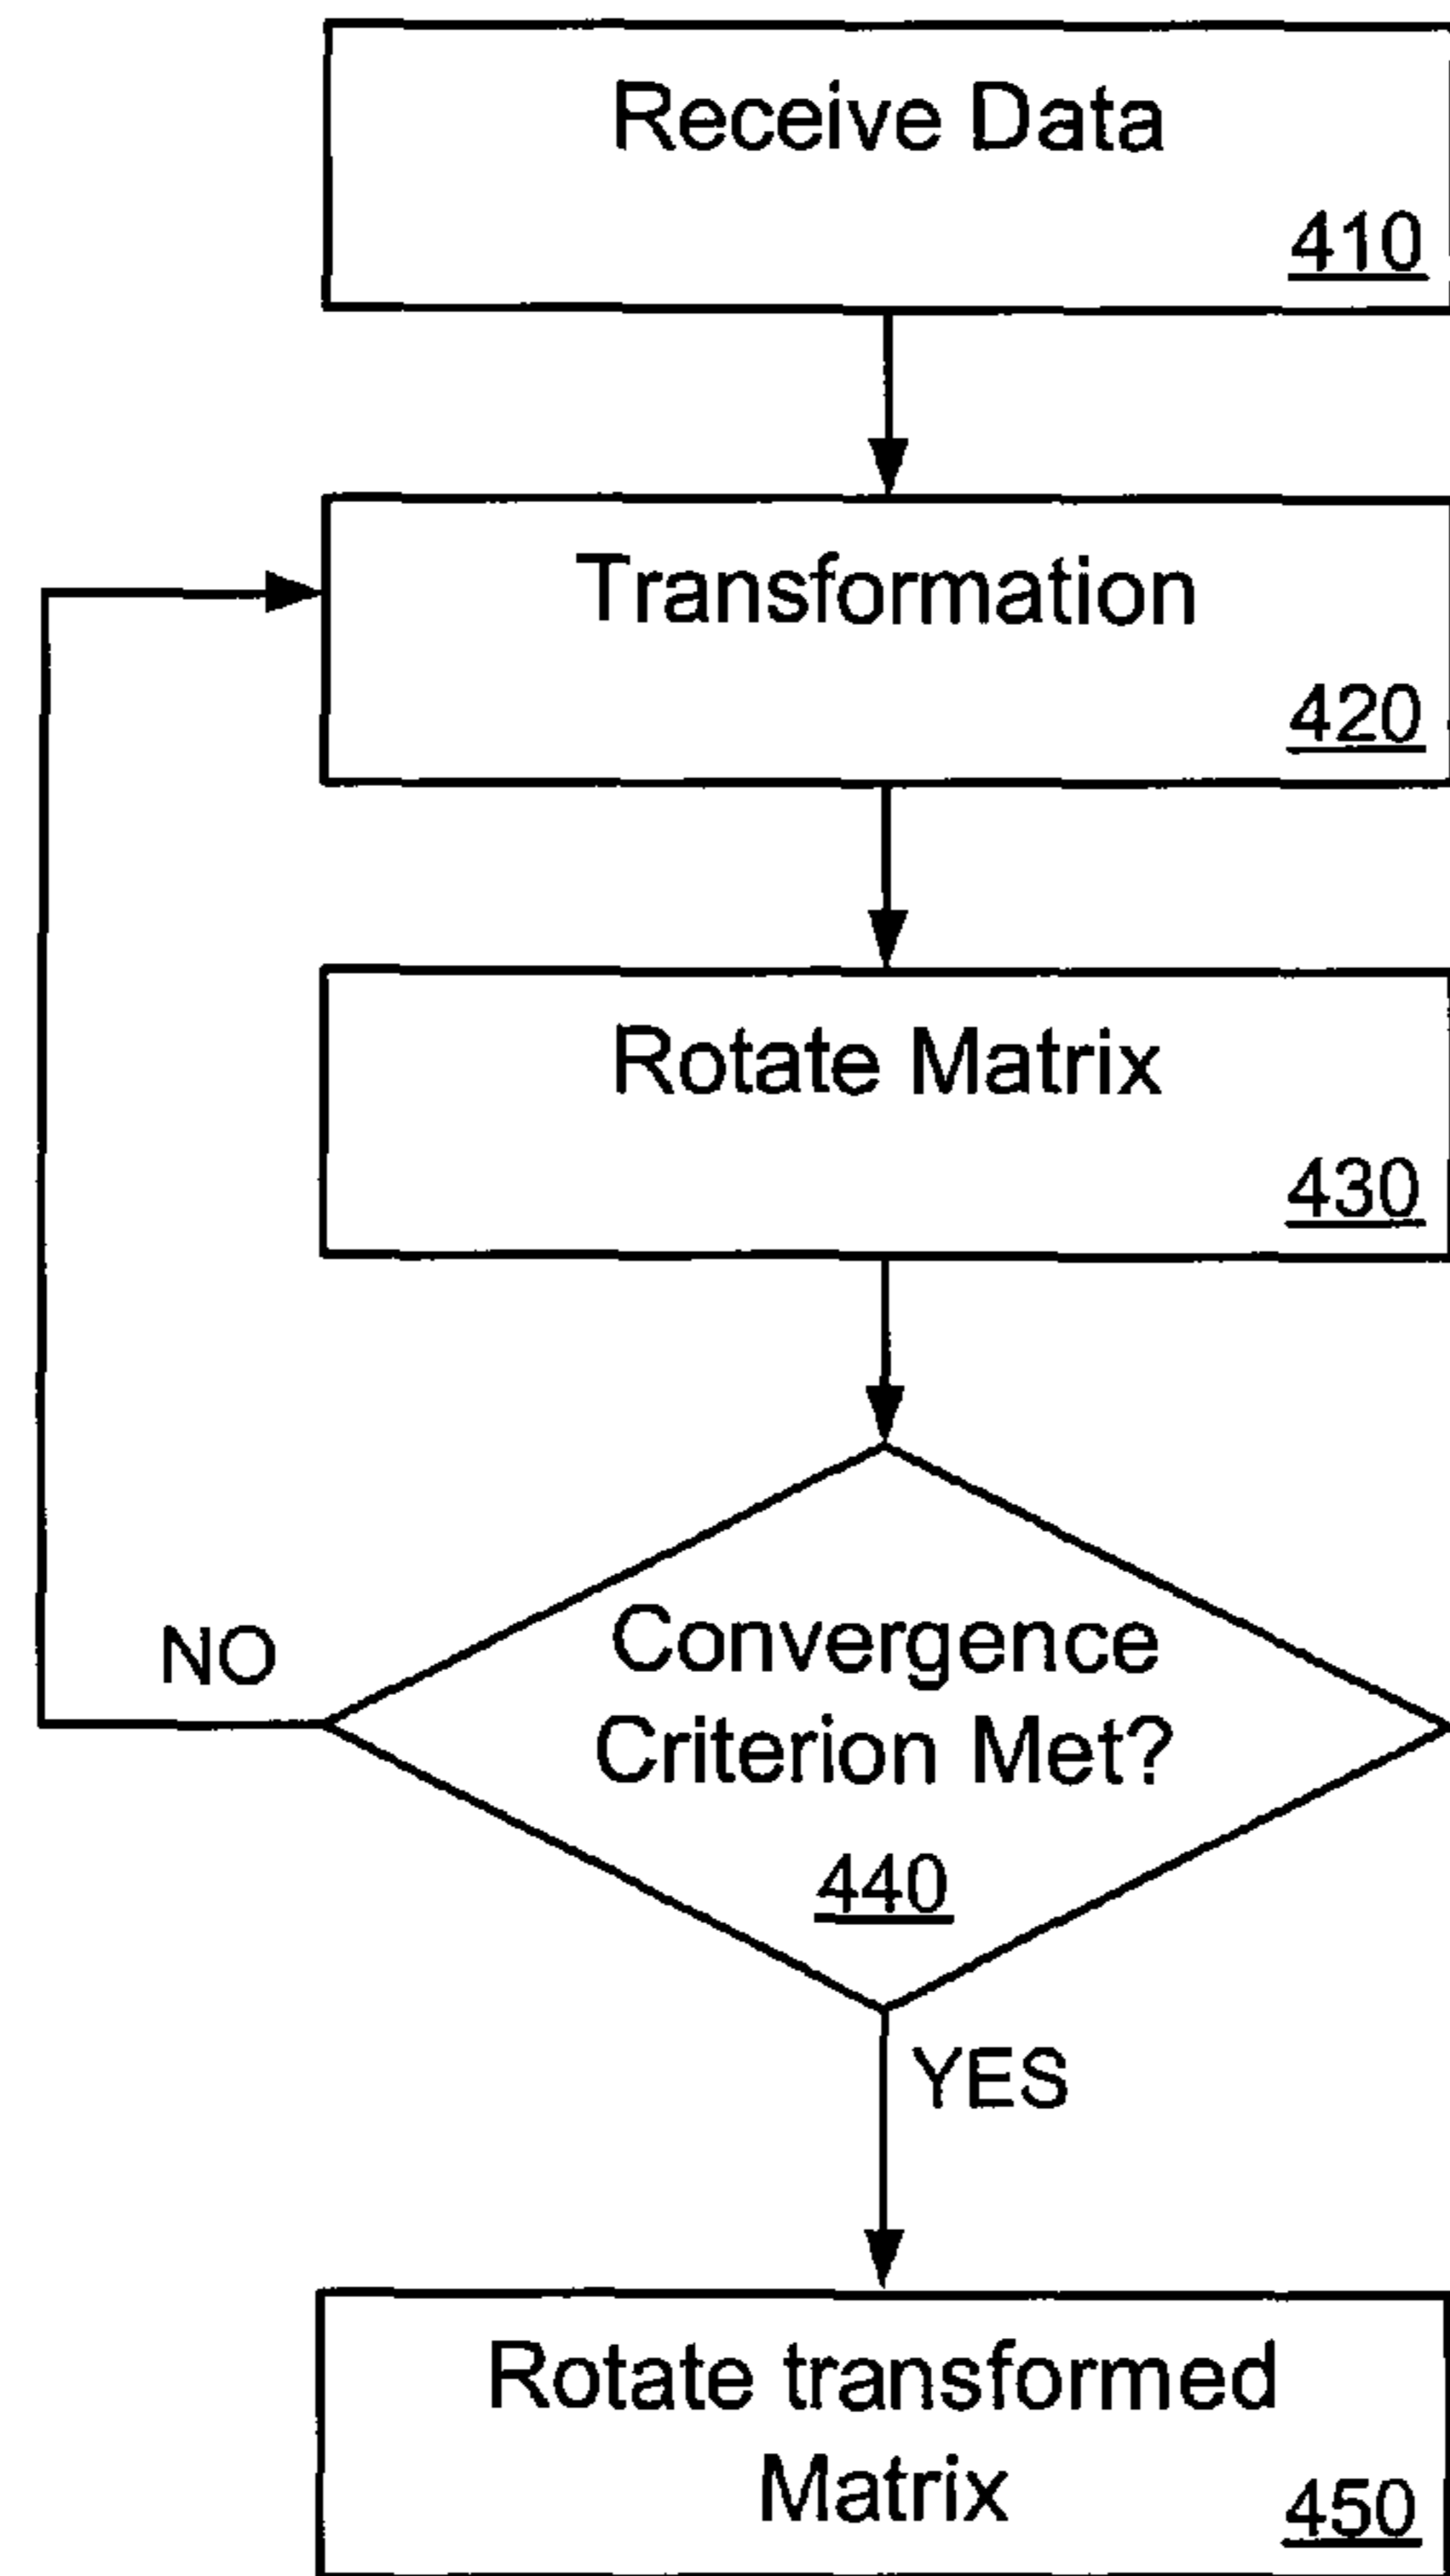 Receive Data
410
Transformation
420
Rotate Matrix
430
NO
Convergence
Criterion Met?
440
YES
Rotate transformed
Matrix
450